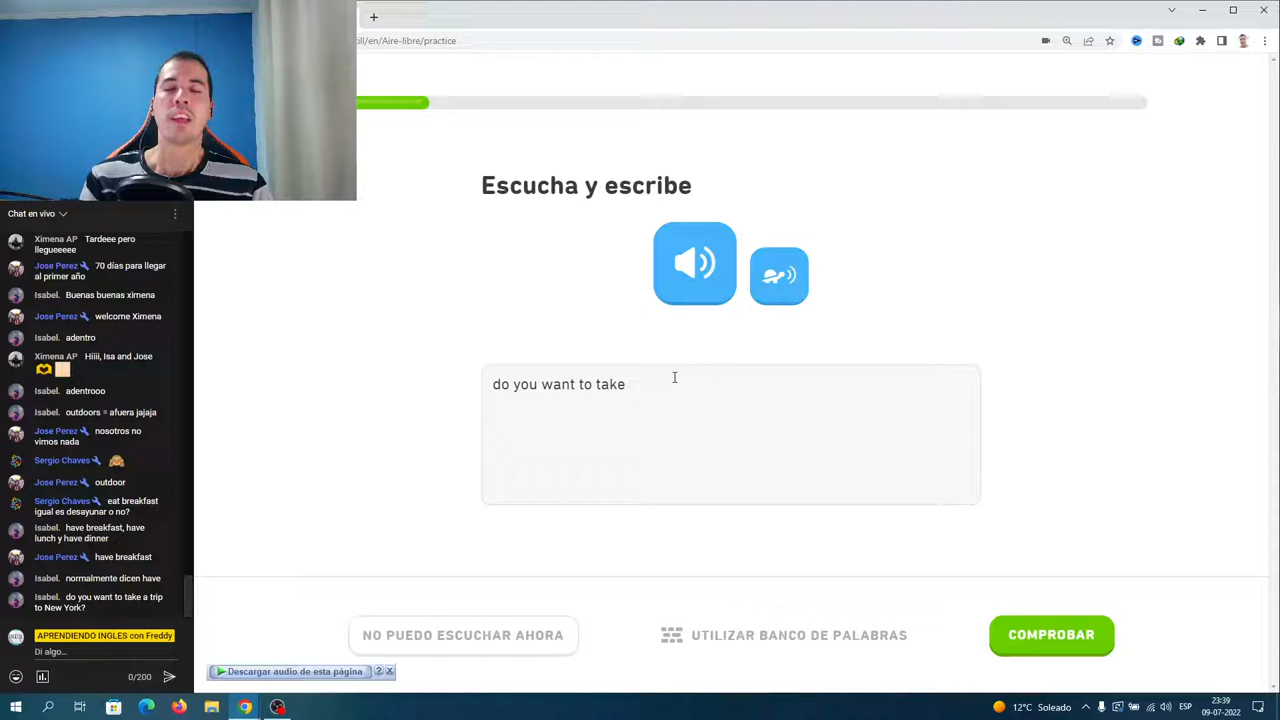 ill/en/Aire-libre/practice
Escucha y escribe
do you want to take
Chat en vivo
Ximena AP Tardeee pero
llegueeeee
Jose Perez 70 días para llegar
al primer año
Isabel. Buenas buenas ximena
Jose Perez welcome Ximena
Isabel. adentro
Ximena AP Hiiii, Isa and Jose
Isabel. adentrooo
Isabel. outdoors = afuera jajaja
Jose Perez nosotros no
vimos nada
Sergio Chaves
Jose Perez outdoor
Sergio Chaves eat breakfast
igual es desayunar o no?
Isabel. have breakfast, have
lunch y have dinner
Jose Perez have breakfast
Isabel. normalmente dicen have
Isabel. do you want to take a trip
to New York?
APRENDIENDO INGLES con Freddy
Di algo...
0/200
NO PUEDO ESCUCHAR AHORA
UTILIZAR BANCO DE PALABRAS
COMPROBAR
Descargar audio de esta página ? X
12°C Soleado
ESP
23:39
09-07-2022